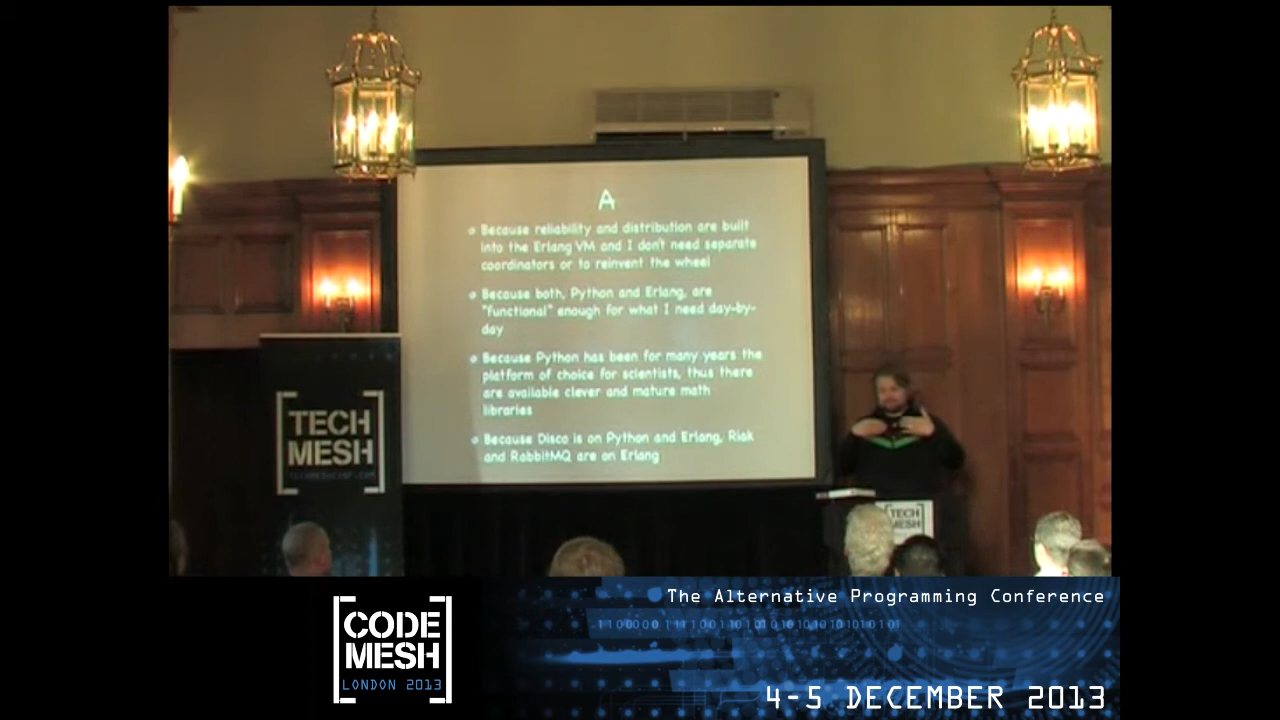 A
Because reliability and distribution are built
into the Erlang VM and I don't need separate
coordinators or to reinvent the wheel
Because both, Python and Erlang, are
"functional" enough for what I need day-by-
day
Because Python has been for many years the
platform of choice for scientists, thus there
are available clever and mature math
libraries
Because Disco is on Python and Erlang, Riak
and RabbitMQ are on Erlang
TECH
MESH
TECH
MESH
The Alternative Programming Conference
CODE
MESH
LONDON 2013
4-5 DECEMBER 2013